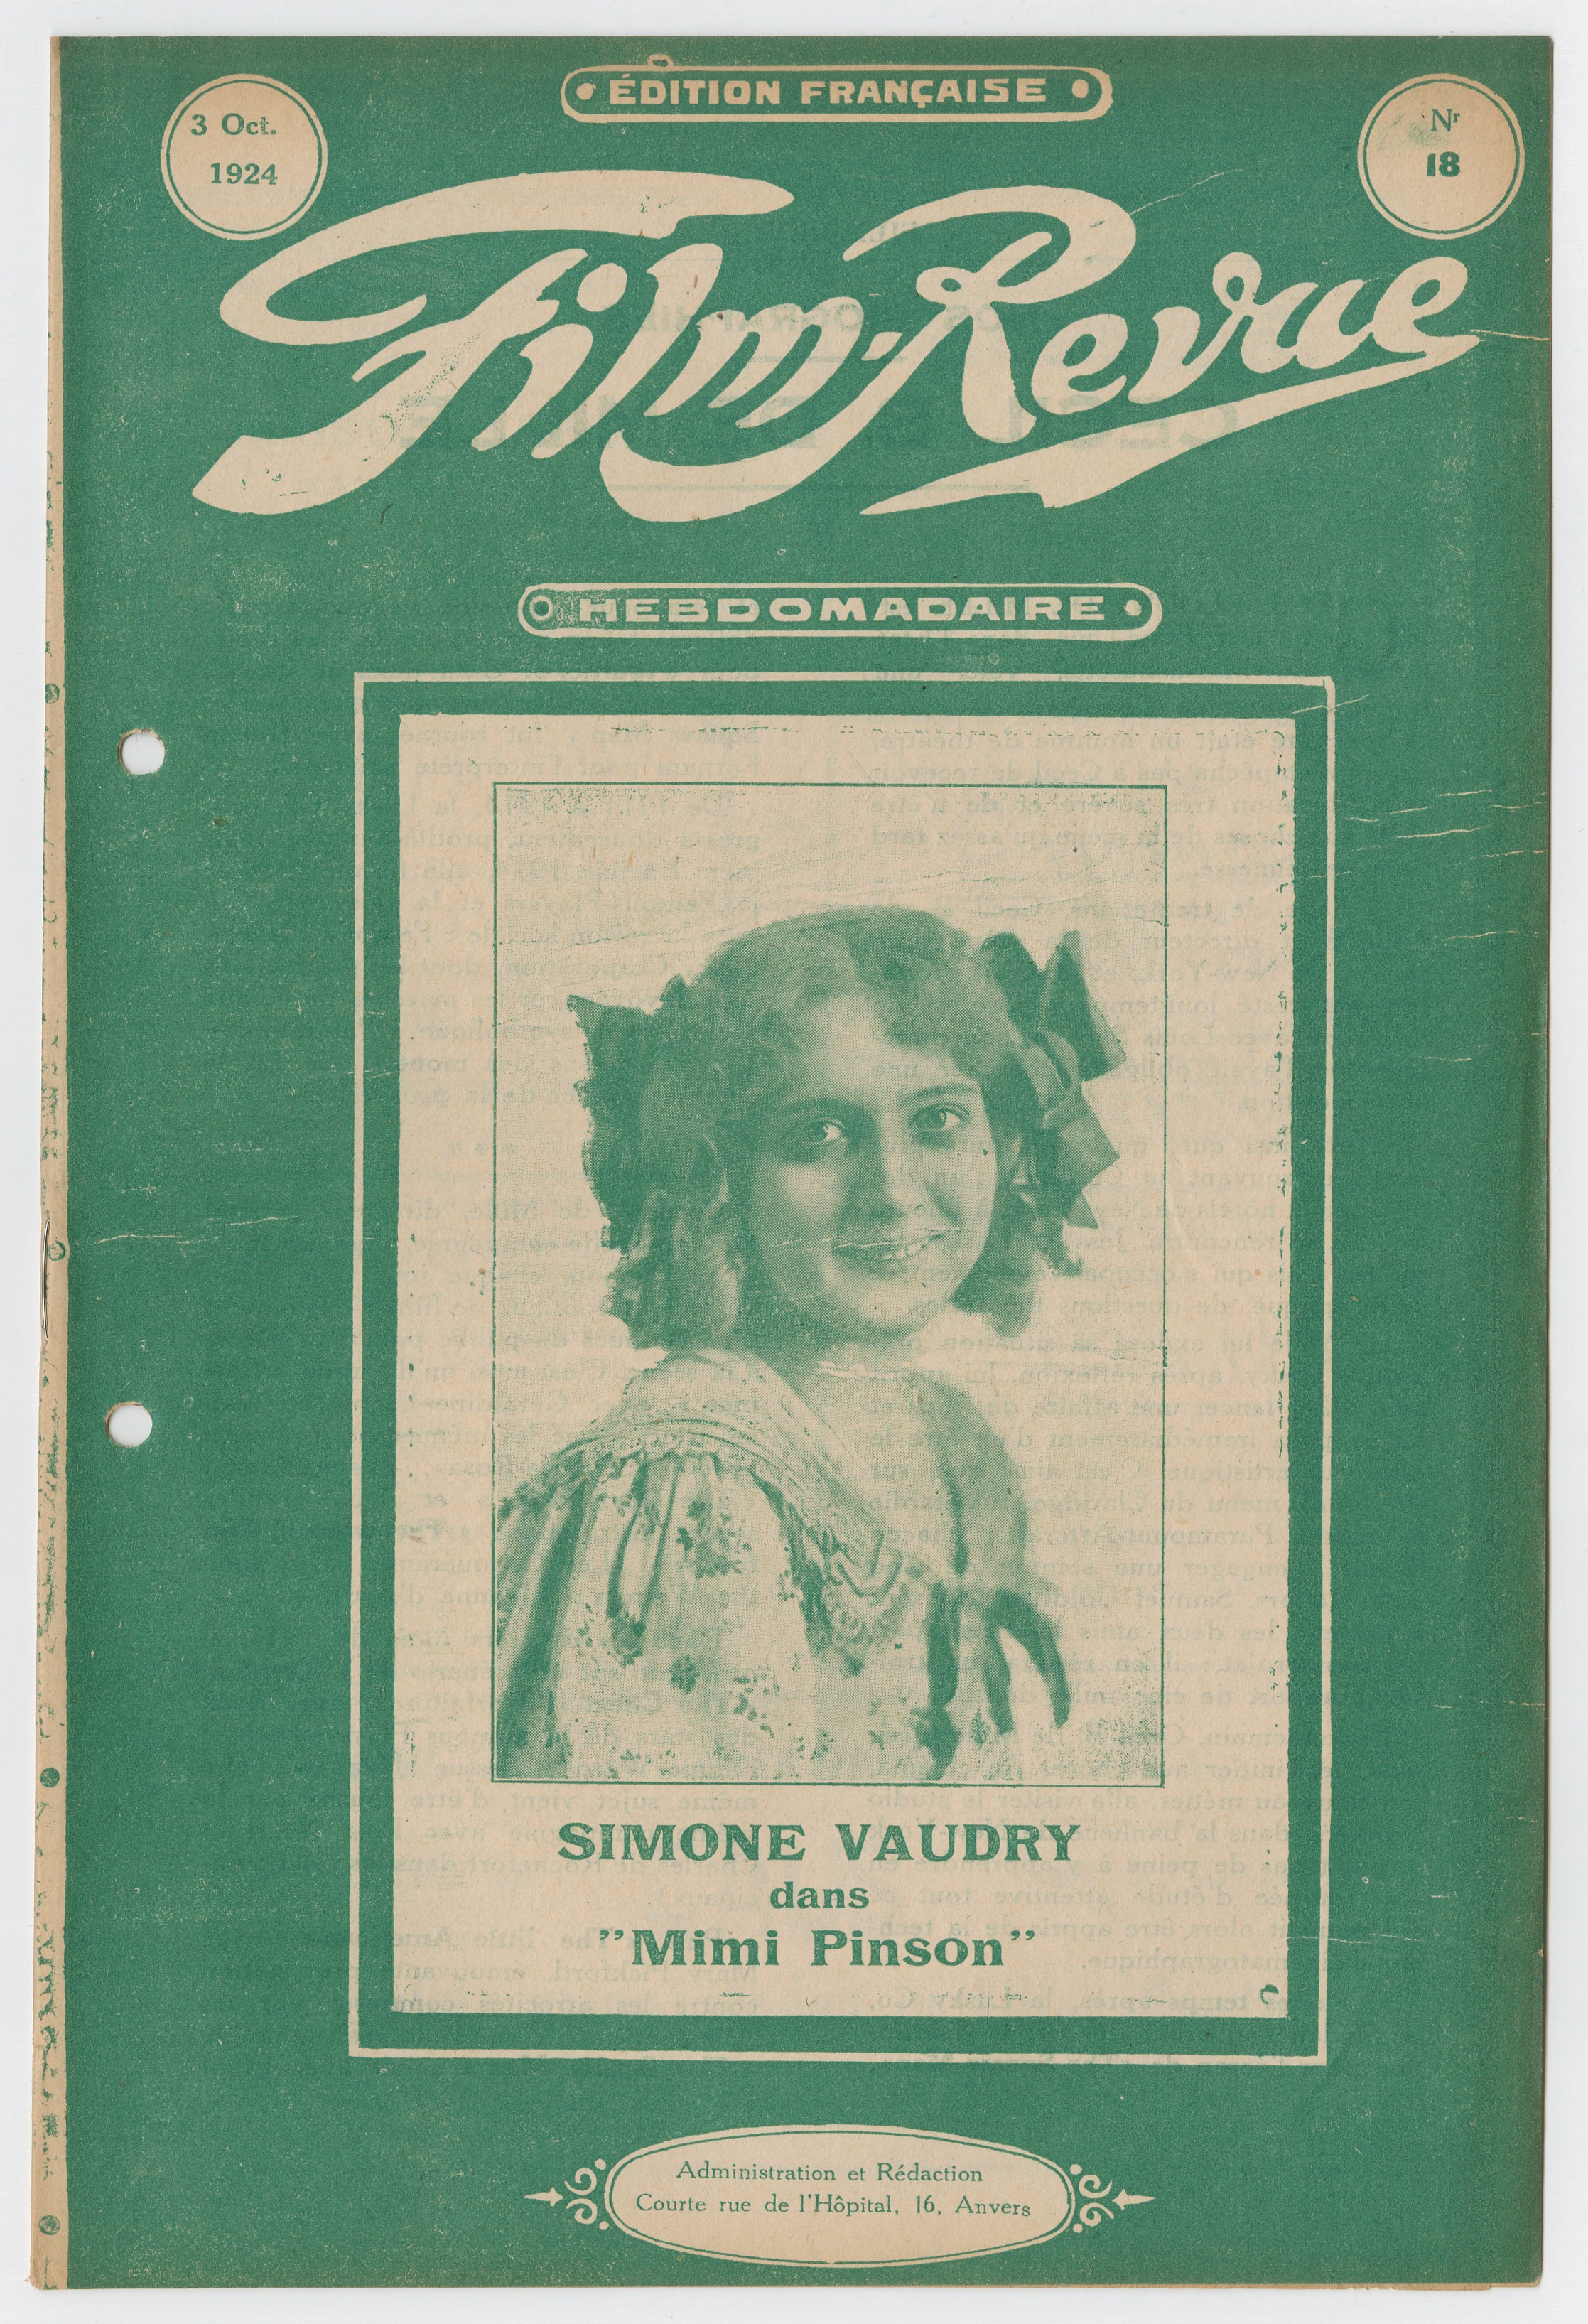 ÉDITION FRANÇAISE
3 Oct.
1924
Nr
18
Film-Revue
HEBDOMADAIRE
SIMONE VAUDRY
dans
"Mimi Pinson"
Administration et Rédaction
Courte rue de l'Hôpital, 16, Anvers